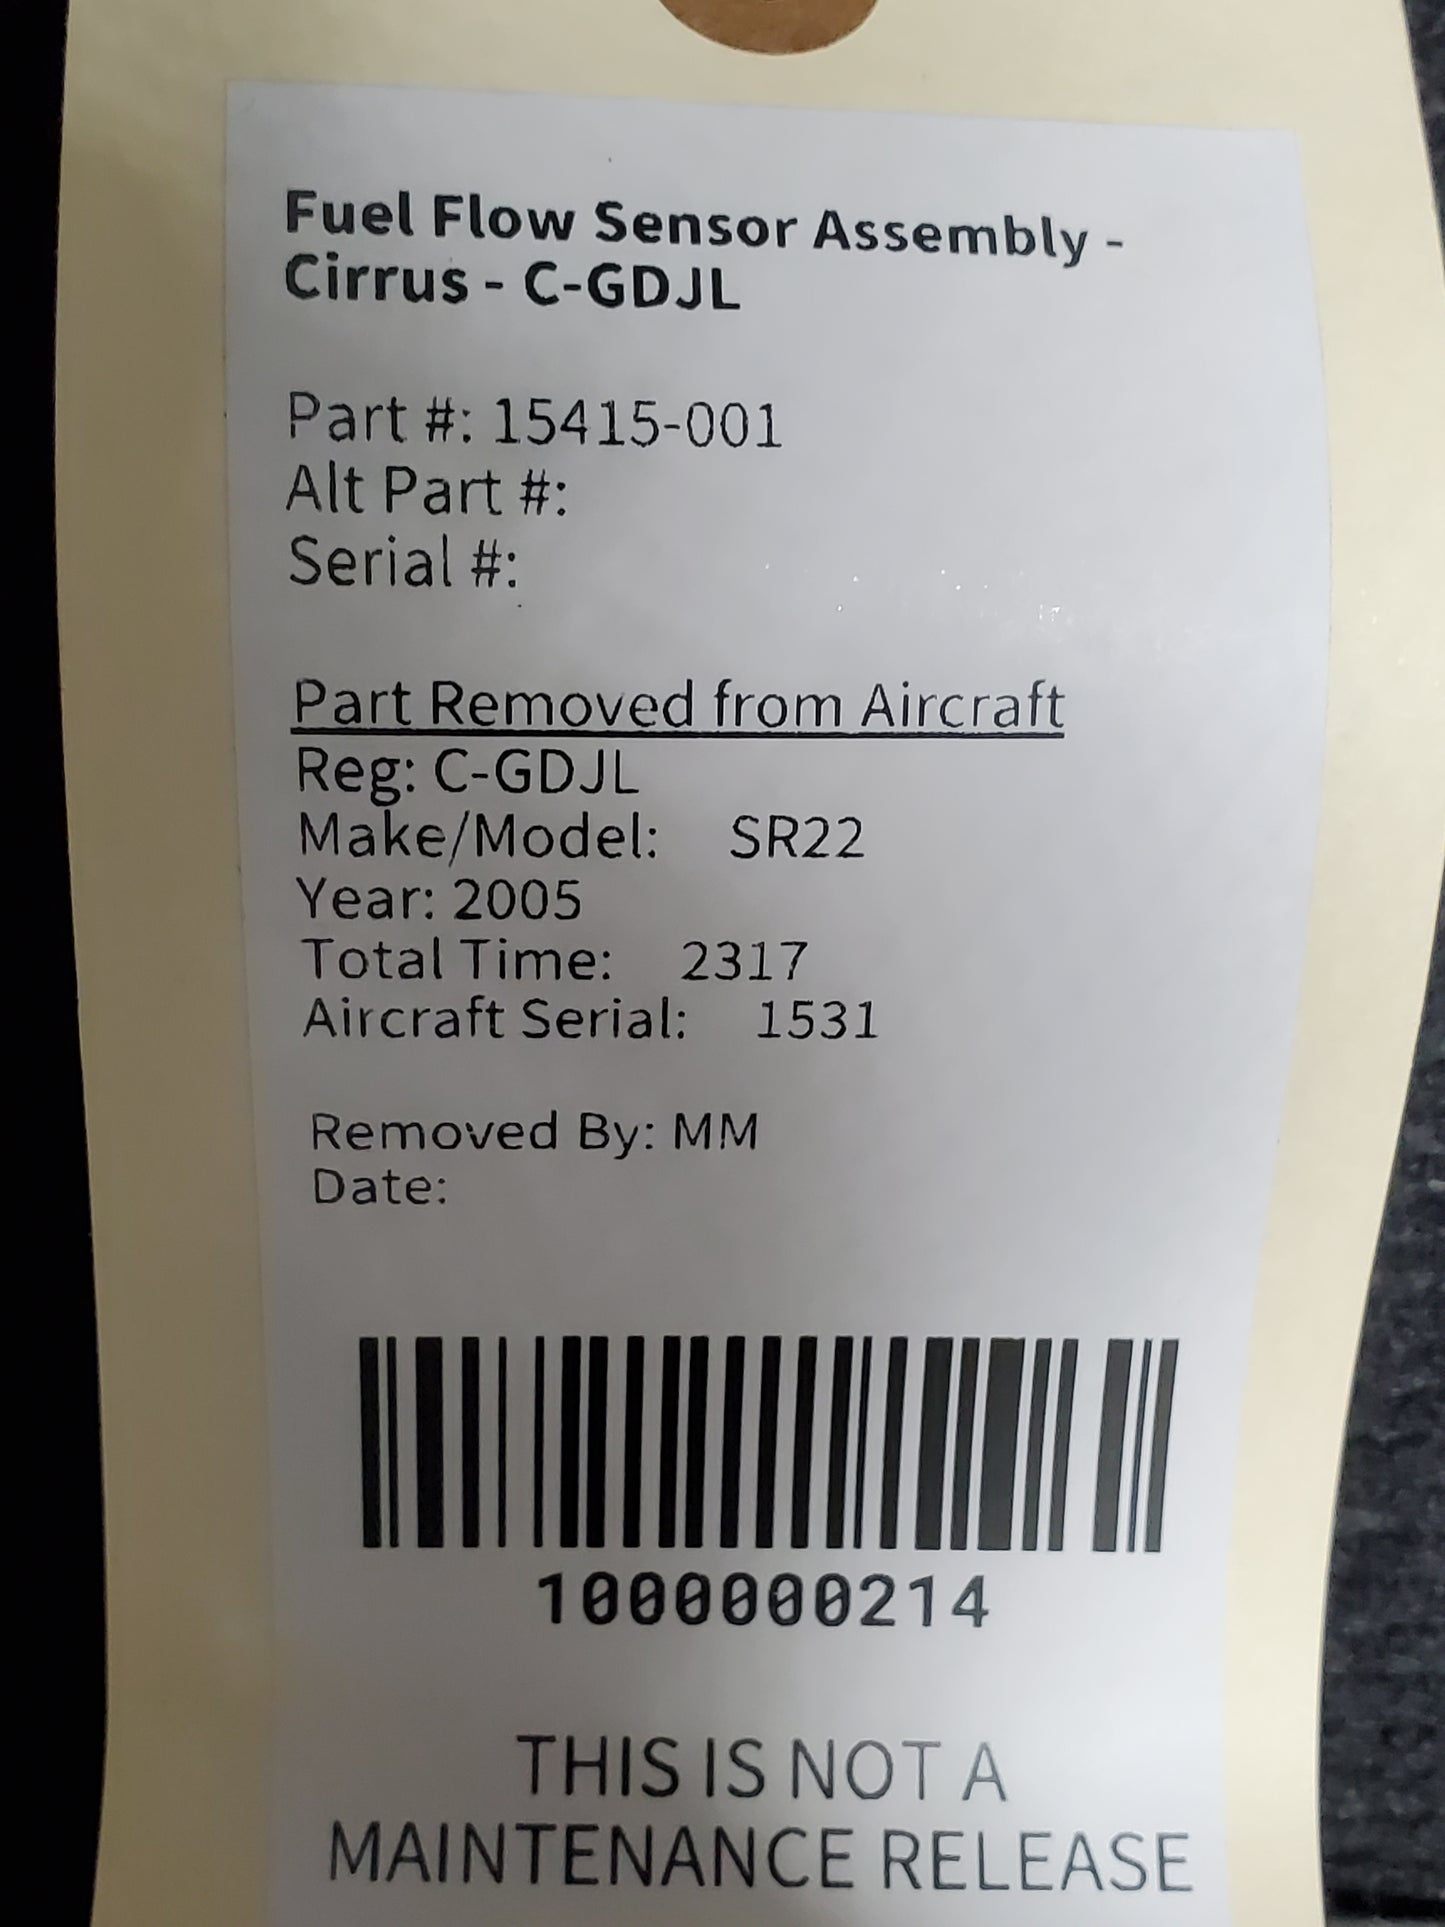 Fuel Flow Sensor Assembly -
Cirrus - C-GDJL
Part #: 15415-001
Alt Part #:
Serial #:
Part Removed from Aircraft
Reg: C-GDJL
Make/Model: SR22
Year: 2005
Total Time: 2317
Aircraft Serial: 1531
Removed By: MM
Date:
1000000214
THIS IS NOT A
MAINTENANCE RELEASE